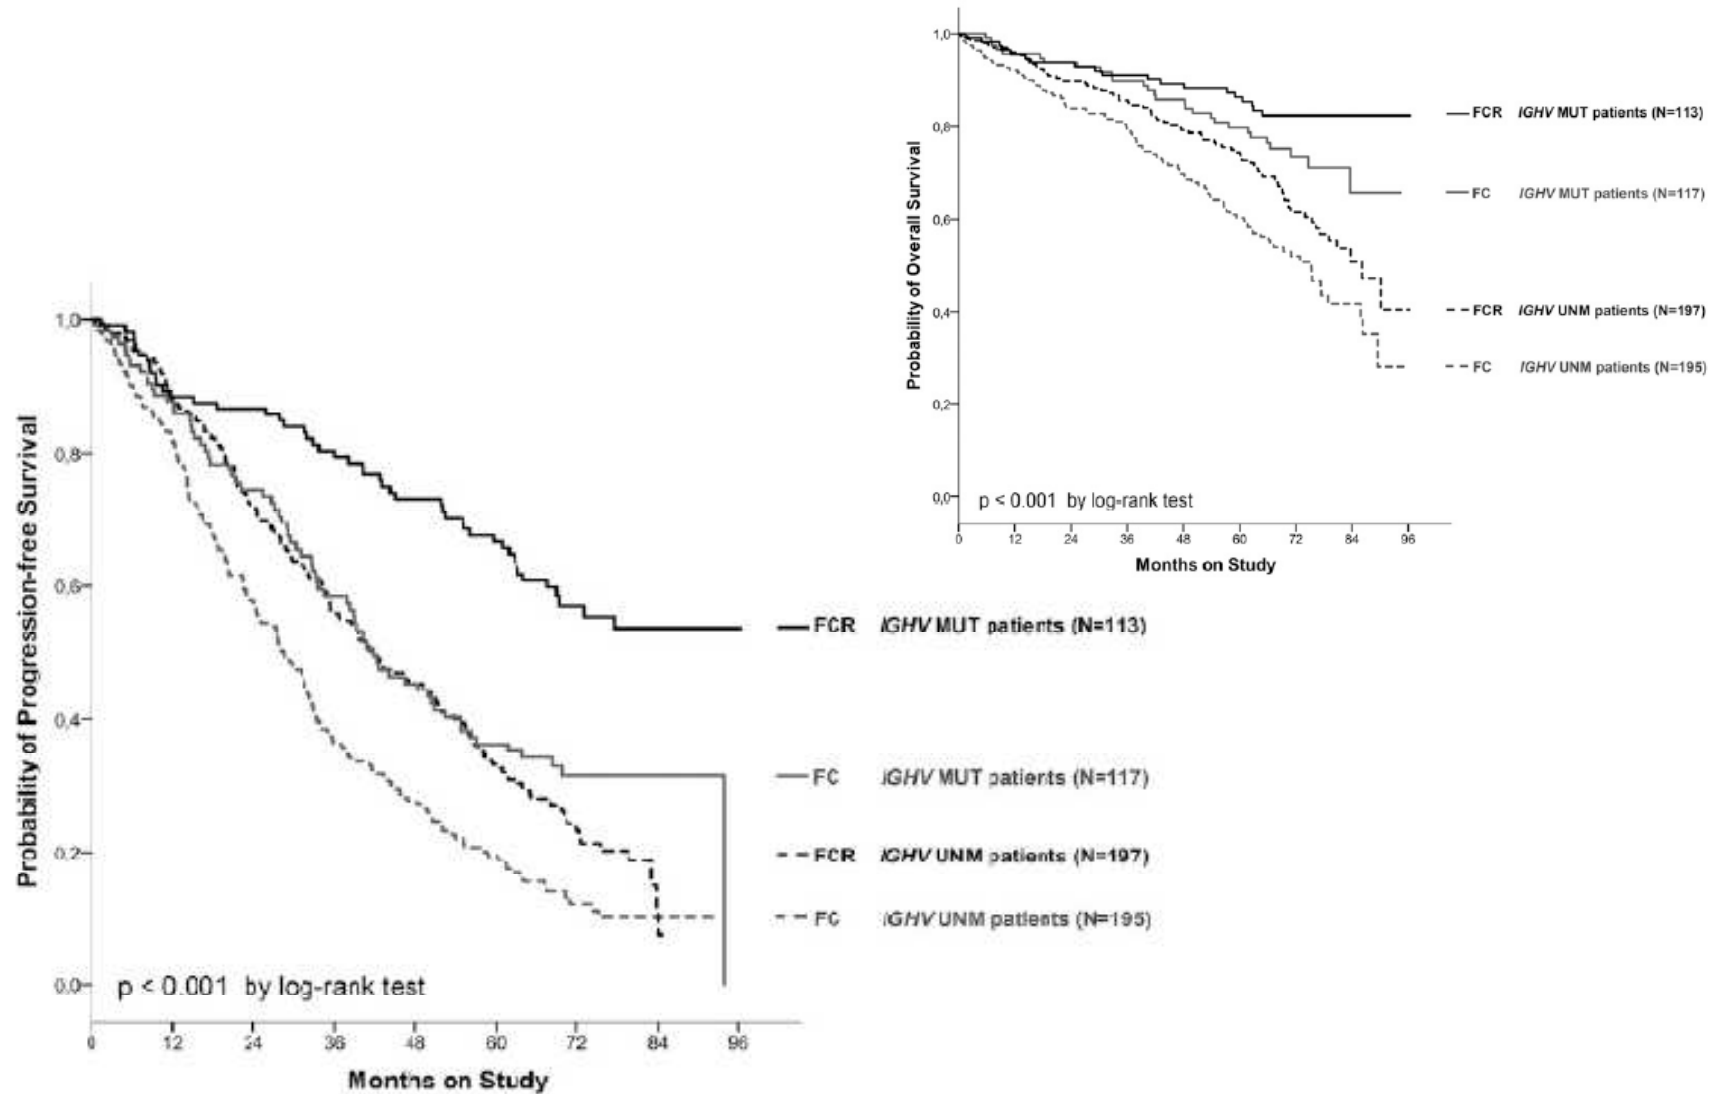 1,0
0,8
0,6
0,4
0,2
0,0
Probability of Overall Survival
p < 0.001 by log-rank test
0 12 24 36 48 60 72 84 96
Months on Study
FCR IGHV MUT patients (N=113)
FC IGHV MUT patients (N=117)
FCR IGHV UNM patients (N=197)
FC IGHV UNM patients (N=195)
1,0
0,8
0,6
0,4
0,2
0,0
Probability of Progression-free Survival
p < 0.001 by log-rank test
0 12 24 36 48 60 72 84 96
Months on Study
FCR IGHV MUT patients (N=113)
FC IGHV MUT patients (N=117)
FCR IGHV UNM patients (N=197)
FC IGHV UNM patients (N=195)